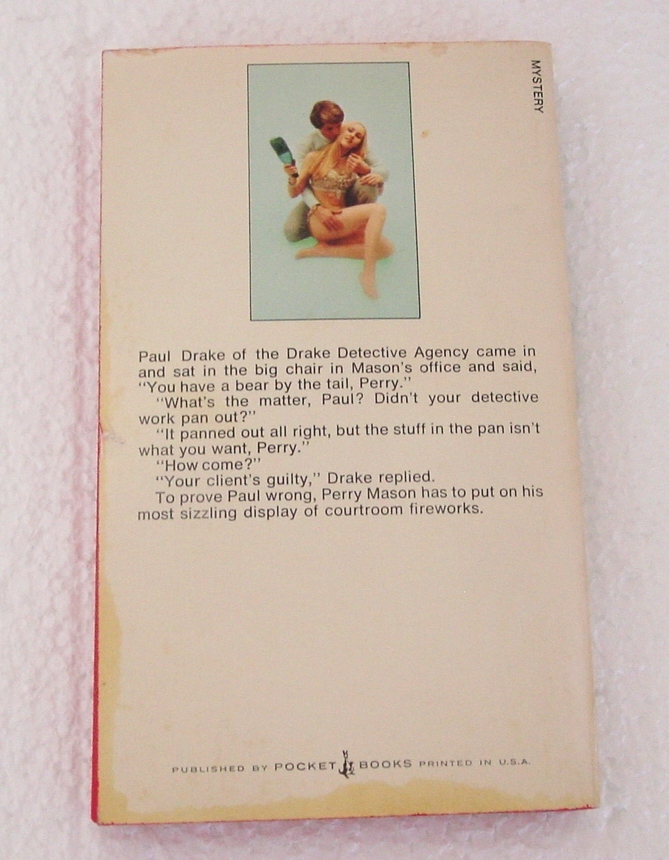 MYSTERY
Paul Drake of the Drake Detective Agency came in
and sat in the big chair in Mason's office and said,
"You have a bear by the tail, Perry."
"What's the matter, Paul? Didn't your detective
work pan out?"
"It panned out all right, but the stuff in the pan isn't
what you want, Perry."
"How come?"
"Your client's guilty," Drake replied.
To prove Paul wrong, Perry Mason has to put on his
most sizzling display of courtroom fireworks.
PUBLISHED BY POCKET BOOKS PRINTED IN U.S.A.